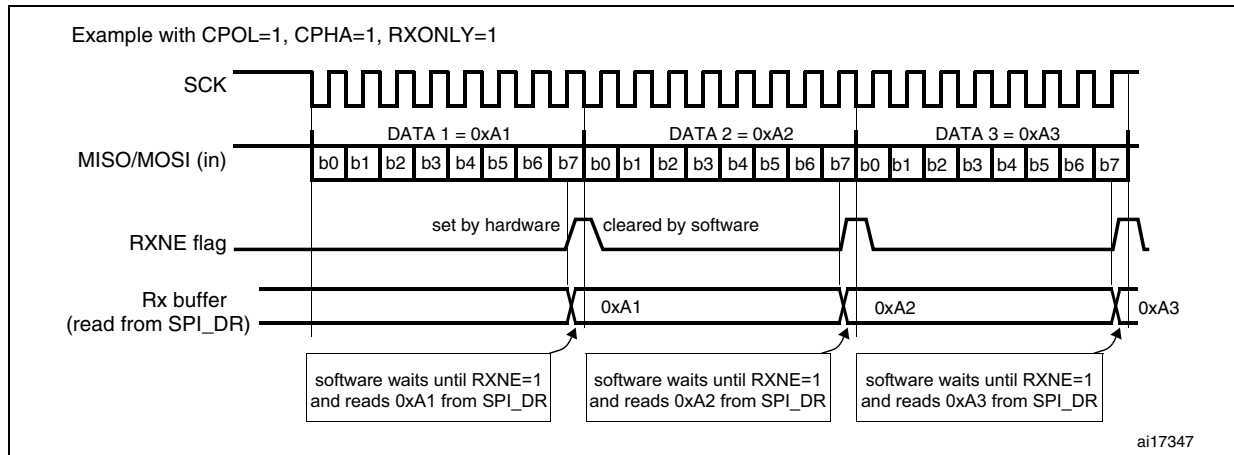 Example with CPOL=1, CPHA=1, RXONLY=1
SCK
DATA 1 = 0xA1 DATA 2 = 0xA2 DATA 3 = 0xA3
MISO/MOSI (in) b0 b1 b2 b3 b4 b5 b6 b7 b0 b1 b2 b3 b4 b5 b6 b7 b0 b1 b2 b3 b4 b5 b6 b7
set by hardware cleared by software
RXNE flag
Rx buffer
(read from SPI_DR)
0xA1 0xA2 0xA3
software waits until RXNE=1
and reads 0xA1 from SPI_DR
software waits until RXNE=1
and reads 0xA2 from SPI_DR
software waits until RXNE=1
and reads 0xA3 from SPI_DR
ai17347